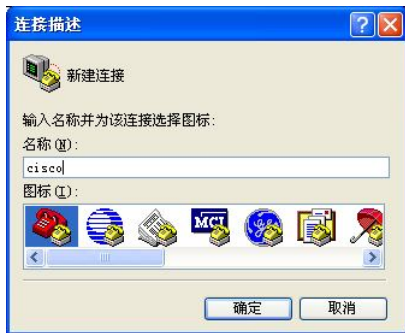 连接描述
新建连接
输入名称并为该连接选择图标:
名称(N):
cisco
图标(I):
MCI
确定
取消